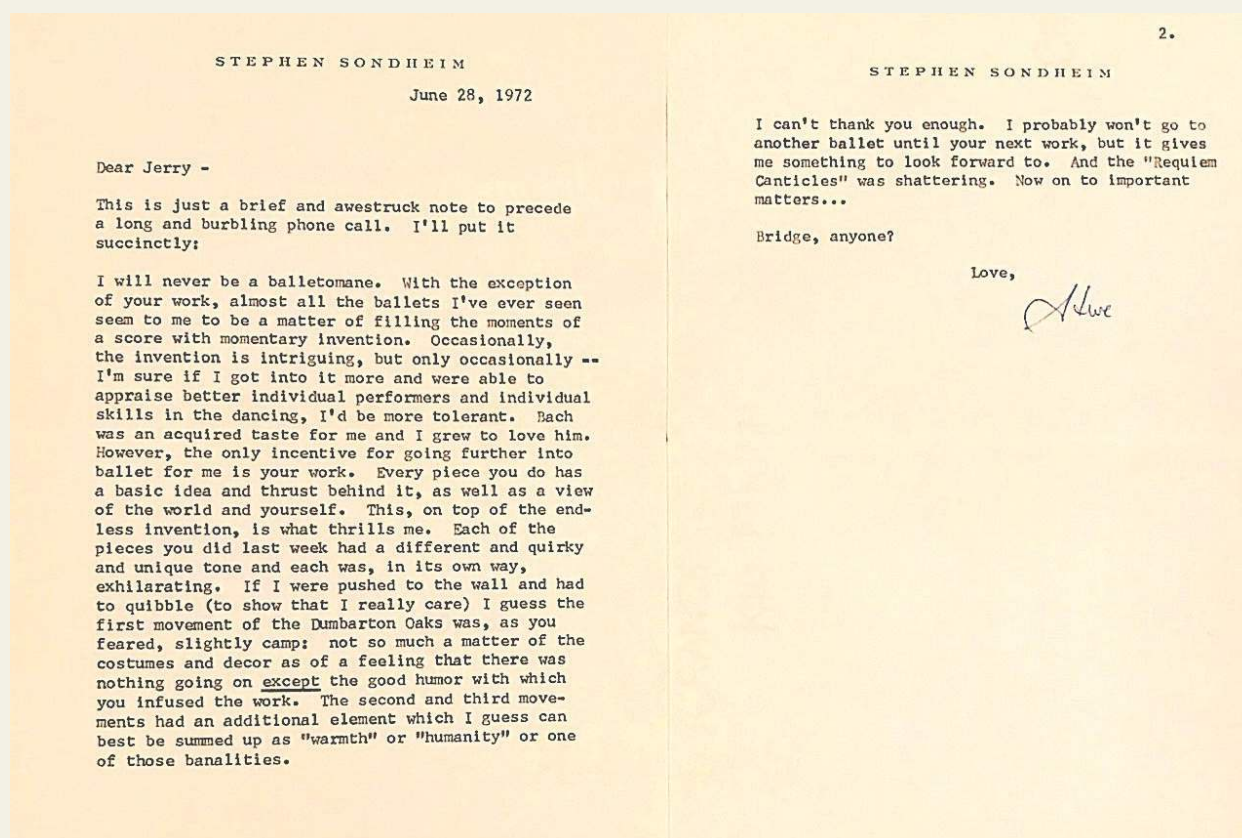 STEPHEN SONDHEIM
June 28, 1972
Dear Jerry -
This is just a brief and awestruck note to precede
a long and burbling phone call.  I'll put it
succinctly:
I will never be a balletomane.  With the exception
of your work, almost all the ballets I've ever seen
seem to me to be a matter of filling the moments of
a score with momentary invention.  Occasionally,
the invention is intriguing, but only occasionally --
I'm sure if I got into it more and were able to
appraise better individual performers and individual
skills in the dancing, I'd be more tolerant.  Bach
was an acquired taste for me and I grew to love him.
However, the only incentive for going further into
ballet for me is your work.  Every piece you do has
a basic idea and thrust behind it, as well as a view
of the world and yourself.  This, on top of the end-
less invention, is what thrills me.  Each of the
pieces you did last week had a different and quirky
and unique tone and each was, in its own way,
exhilarating.  If I were pushed to the wall and had
to quibble (to show that I really care) I guess the
first movement of the Dumbarton Oaks was, as you
feared, slightly camp:  not so much a matter of the
costumes and decor as of a feeling that there was
nothing going on except the good humor with which
you infused the work.  The second and third move-
ments had an additional element which I guess can
best be summed up as "warmth" or "humanity" or one
of those banalities.
2.
STEPHEN SONDHEIM
I can't thank you enough.  I probably won't go to
another ballet until your next work, but it gives
me something to look forward to.  And the "Requiem
Canticles" was shattering.  Now on to important
matters...
Bridge, anyone?
Love,
Steve